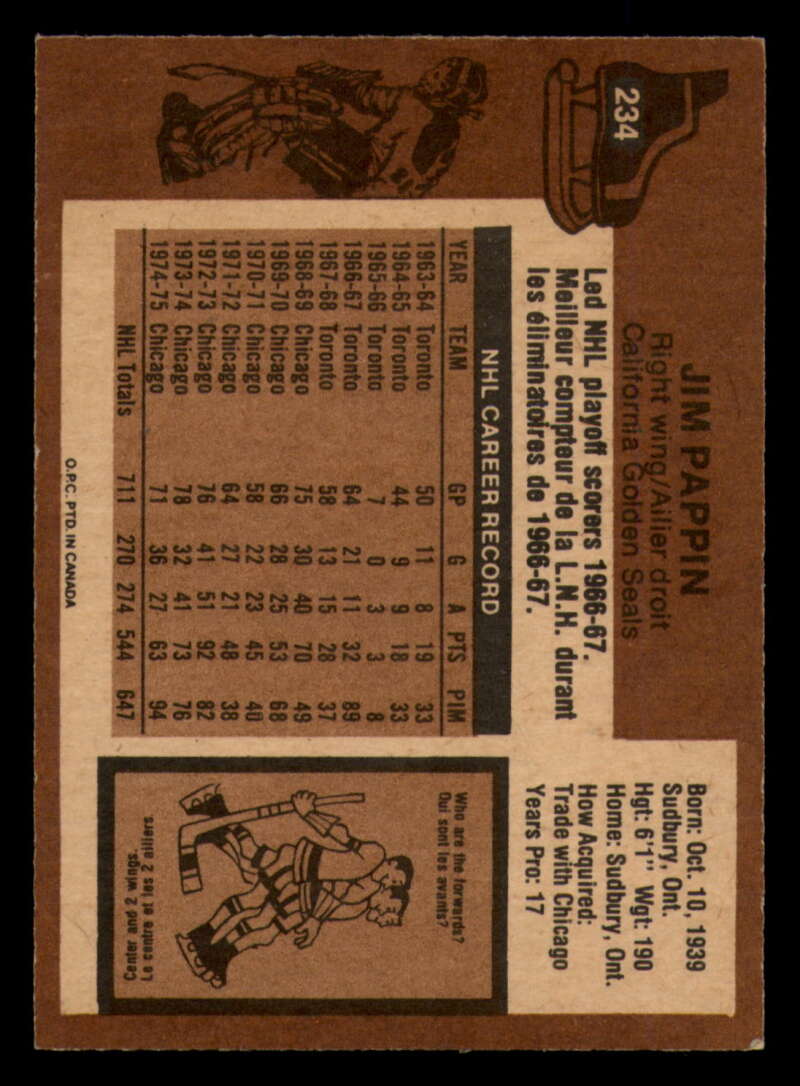 234
JIM PAPPIN
Right wing/Ailier droit
California Golden Seals
Led NHL playoff scorers 1966-67.
Meilleur compteur de la L.N.H. durant
les éliminatoires de 1966-67.
NHL CAREER RECORD
YEAR TEAM GP G A PTS PIM
1963-64 Toronto 50 11 8 19 33
1964-65 Toronto 44 9 9 18 33
1965-66 Toronto 7 0 3 3 8
1966-67 Toronto 64 21 11 32 89
1967-68 Toronto 58 13 15 28 37
1968-69 Chicago 75 30 40 70 49
1969-70 Chicago 66 28 25 53 68
1970-71 Chicago 58 22 23 45 40
1971-72 Chicago 64 27 21 48 38
1972-73 Chicago 76 41 51 92 82
1973-74 Chicago 78 32 41 73 76
1974-75 Chicago 71 36 27 63 94
NHL Totals 711 270 274 544 647
O.P.C. PTD. IN CANADA
Born: Oct. 10, 1939
Sudbury, Ont.
Hgt: 6'1" Wgt: 190
Home: Sudbury, Ont.
How Acquired:
Trade with Chicago
Years Pro: 17
Who are the forwards?
Qui sont les avants?
Le centre et les 2 ailiers.
Center and 2 wings.